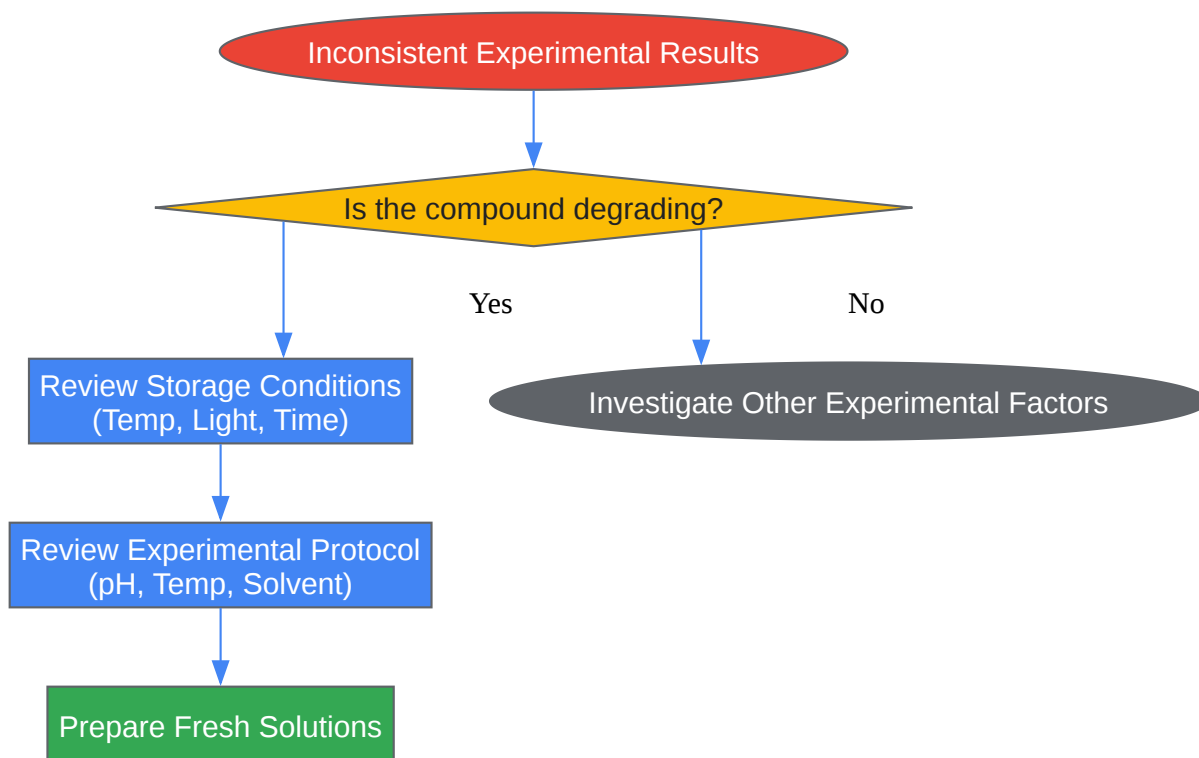 Inconsistent Experimental Results
Is the compound degrading?
Yes
No
Review Storage Conditions
(Temp, Light, Time)
Investigate Other Experimental Factors
Review Experimental Protocol
(pH, Temp, Solvent)
Prepare Fresh Solutions